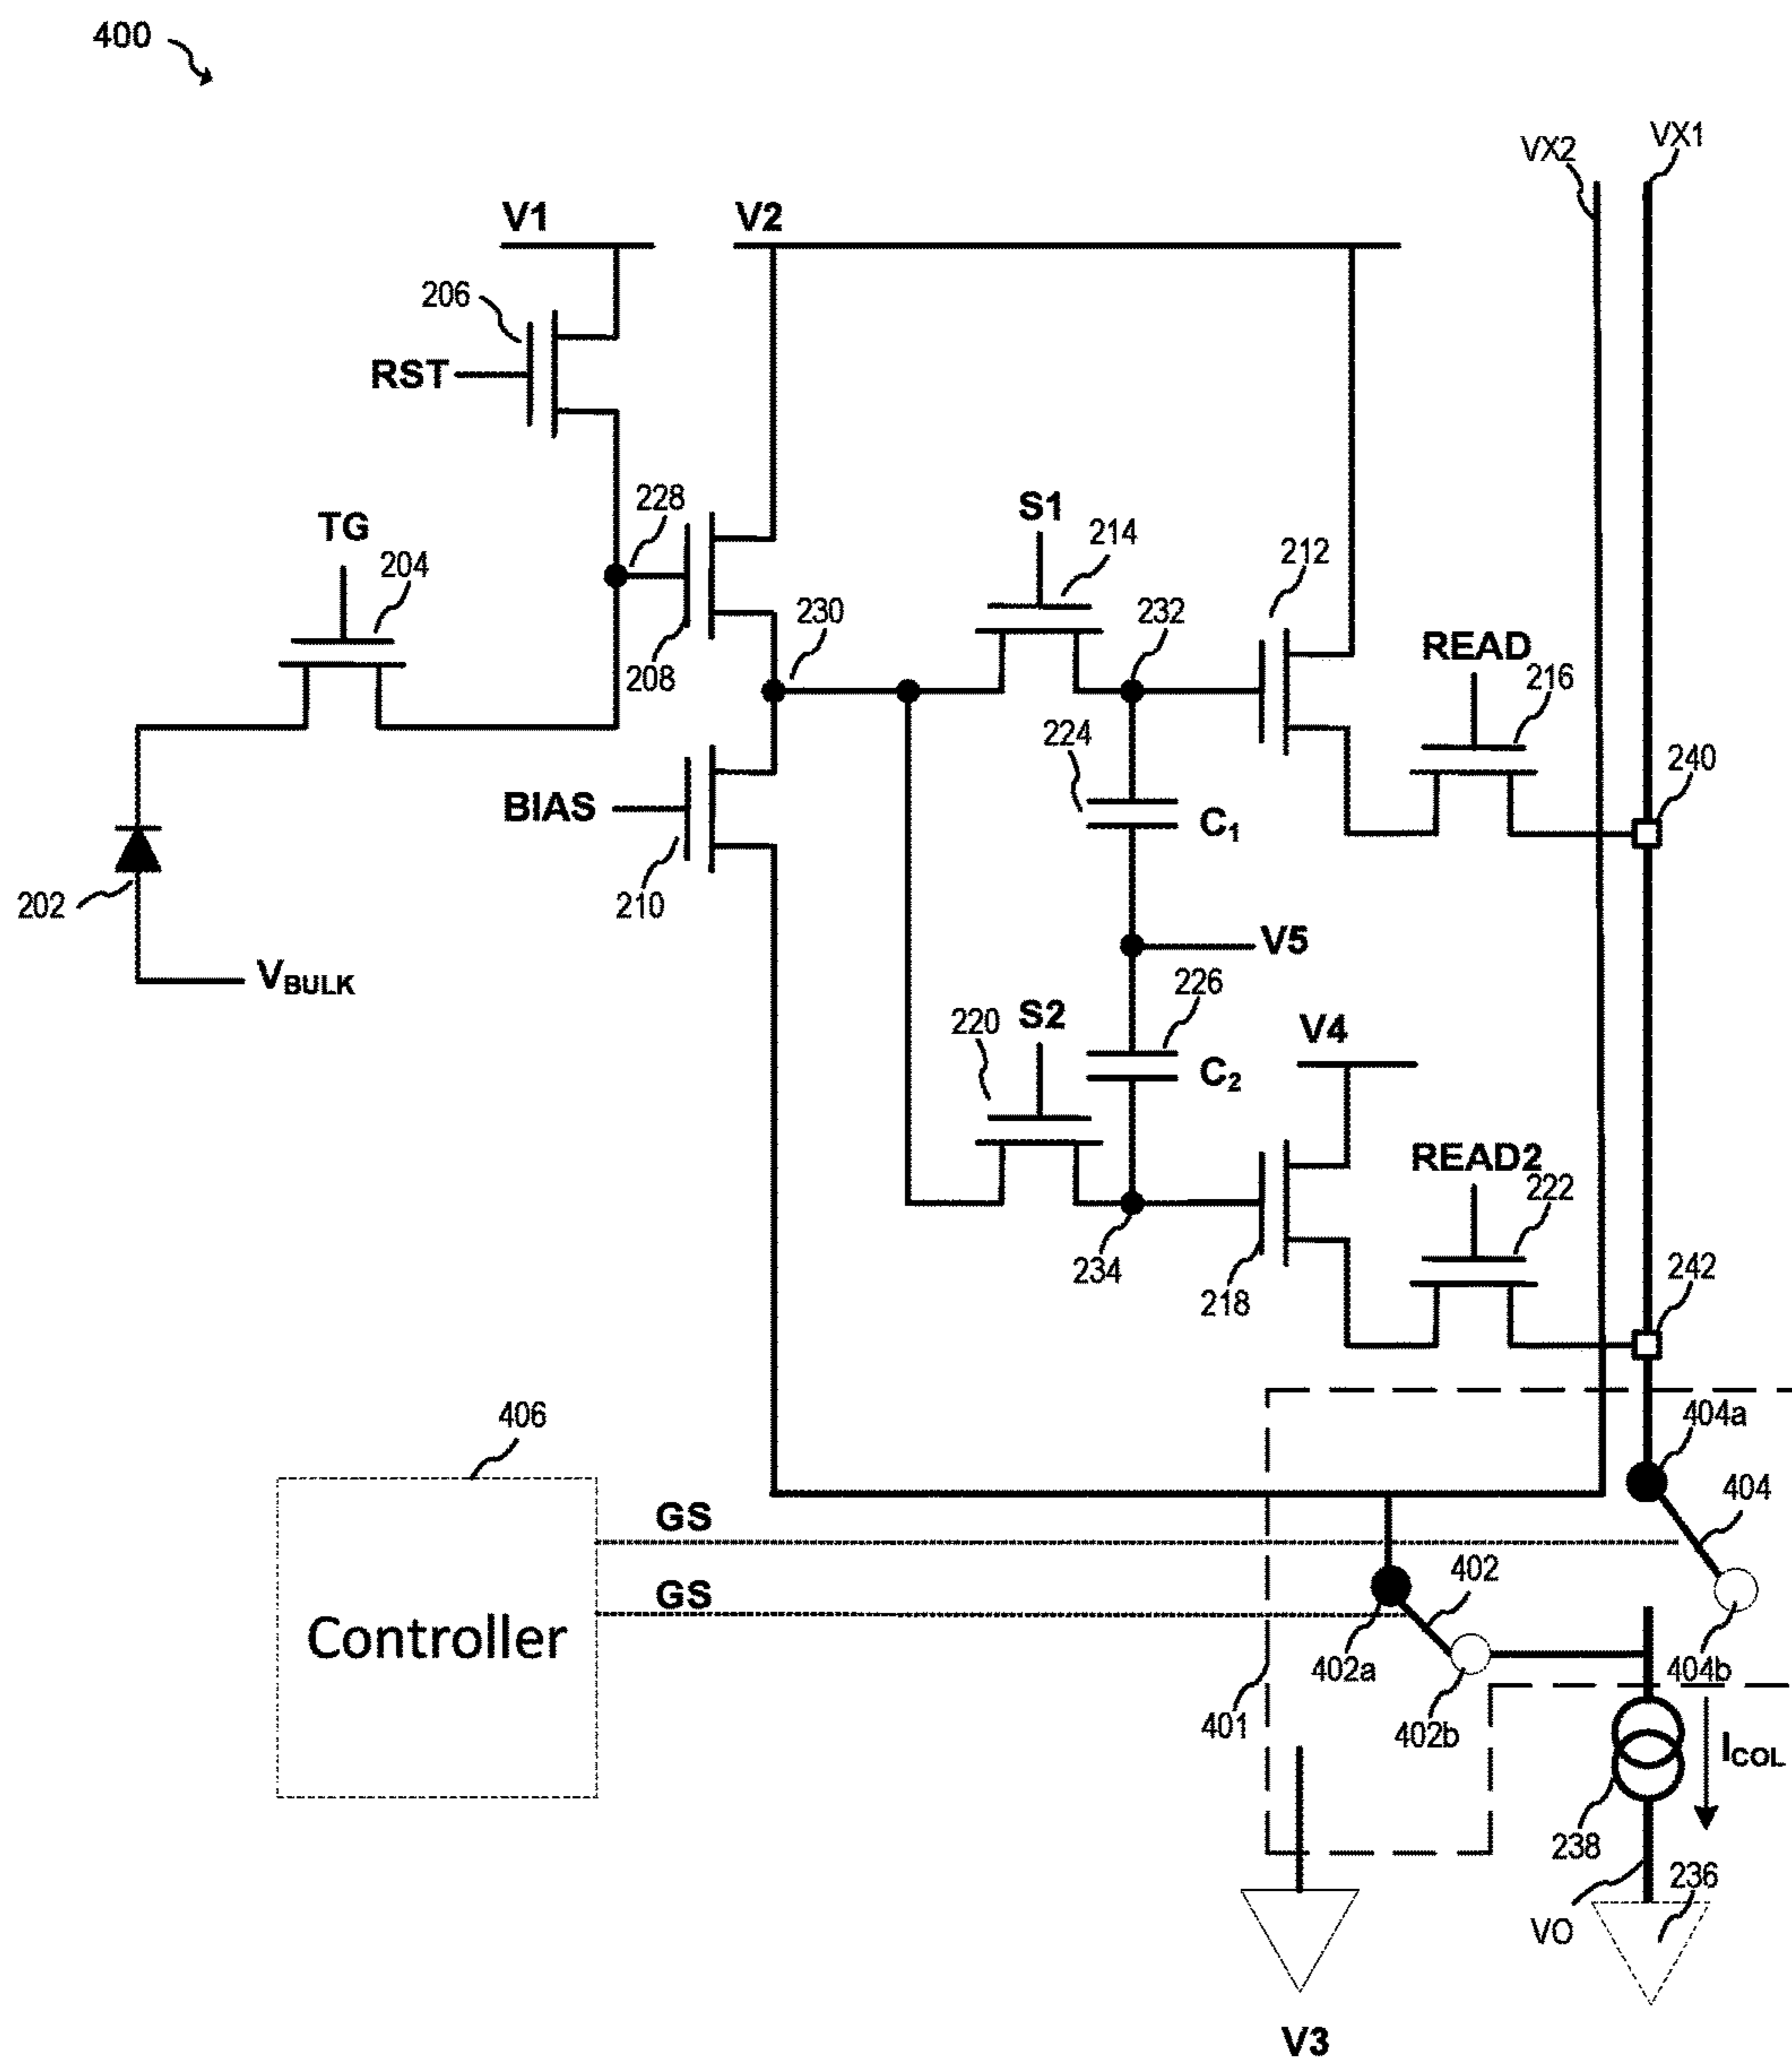 400
VX2
VX1
V1
V2
206
RST
228
S1
214
212
TG
204
230
232
READ
208
216
224
240
BIAS
C1
202
210
V5
VBULK
226
220
S2
V4
C2
READ2
222
234
218
242
406
404a
GS
404
402
GS
Controller
402a
404b
401
402b
ICOL
238
236
VO
V3